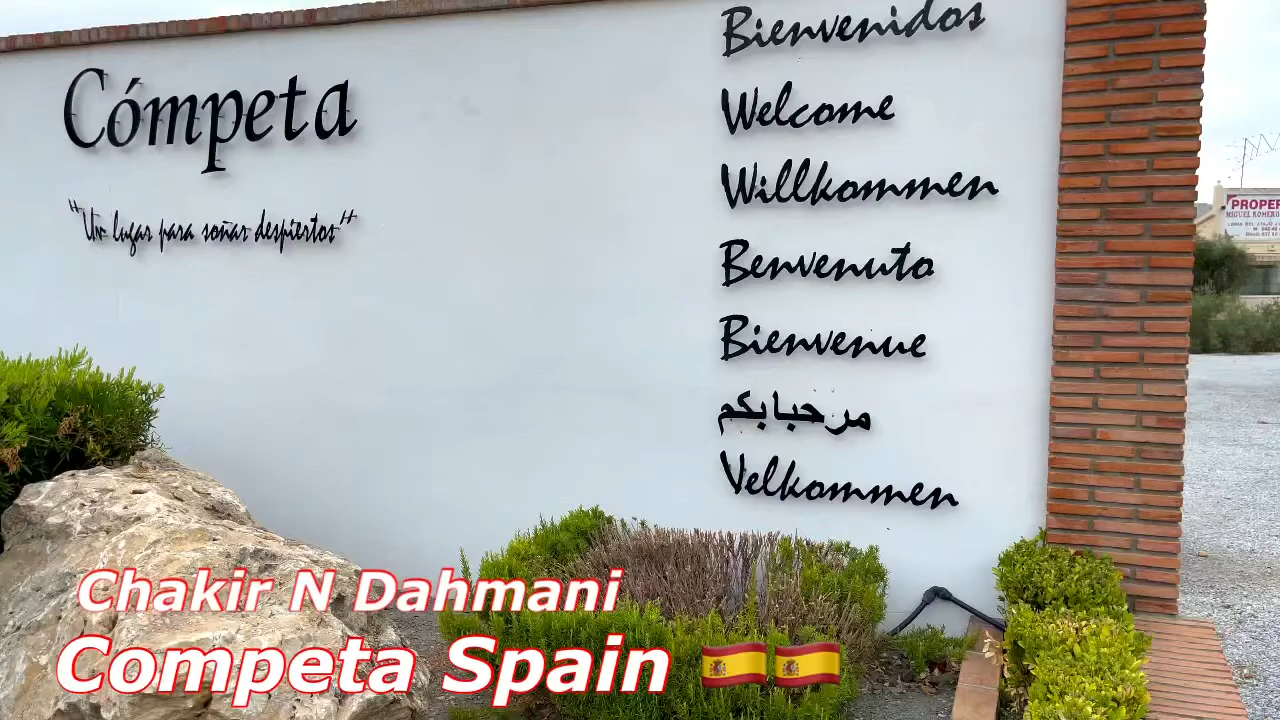 Cómpeta
"Un lugar para soñar despiertos"
Bienvenidos
Welcome
Willkommen
Benvenuto
Bienvenue
مرحبابكم
Velkommen
PROPER
MIGUEL ROMERO
Chakir N Dahmani
Competa Spain 🇪🇸🇪🇸